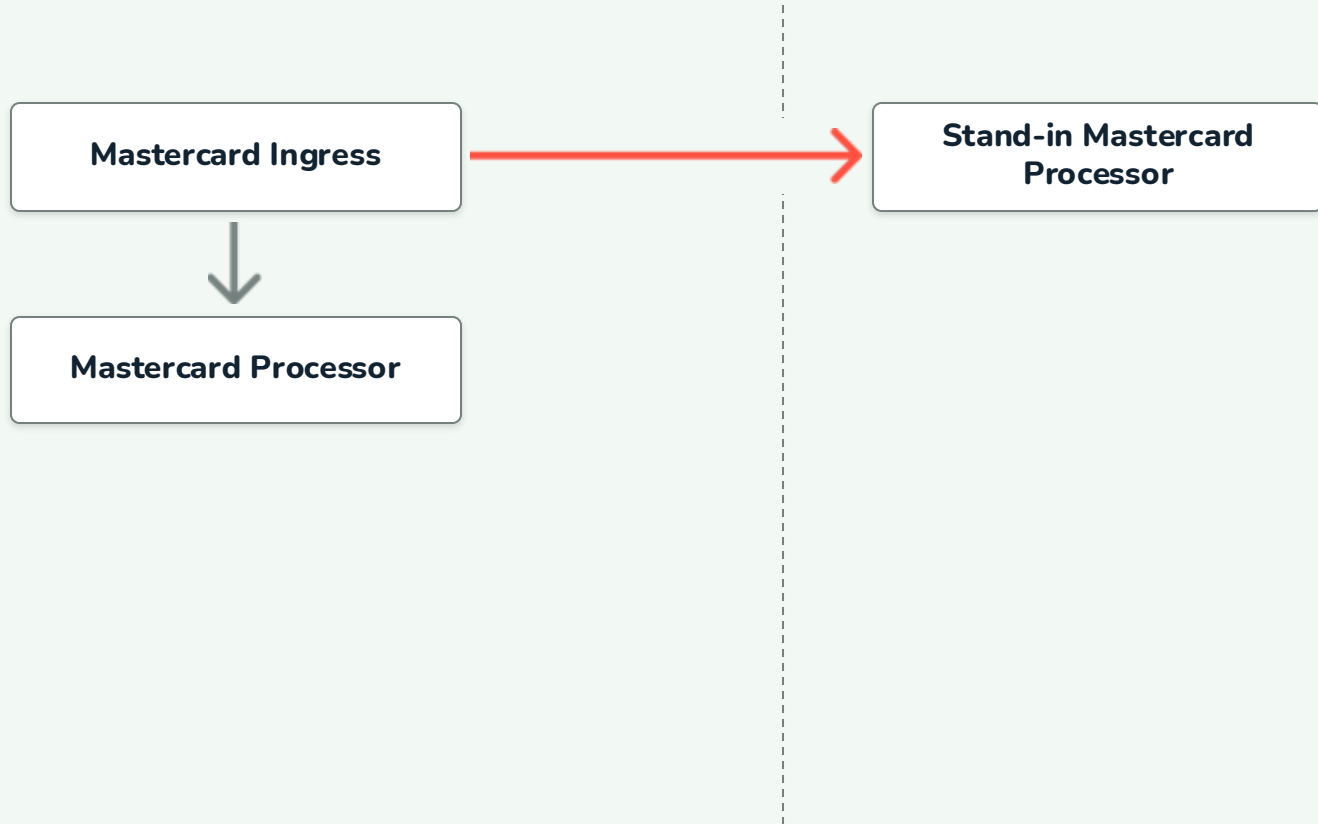 Mastercard Ingress
Stand-in Mastercard
Processor
Mastercard Processor